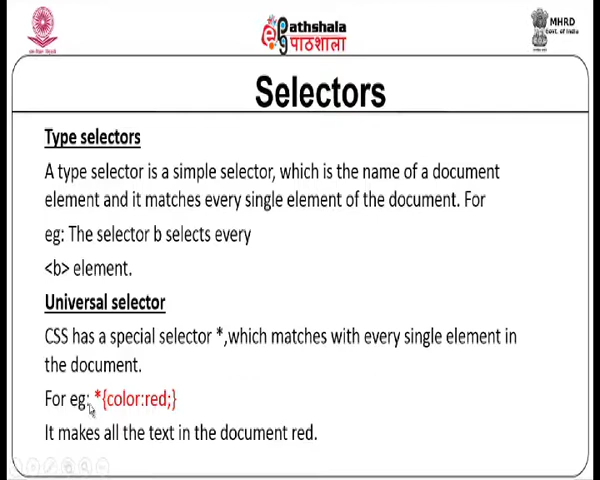 Pathshala
पाठशाला
MHRD
Govt. of India
Selectors
Type selectors
A type selector is a simple selector, which is the name of a document
element and it matches every single element of the document. For
eg: The selector b selects every
<b> element.
Universal selector
CSS has a special selector *,which matches with every single element in
the document.
For eg: *{color:red;}
It makes all the text in the document red.